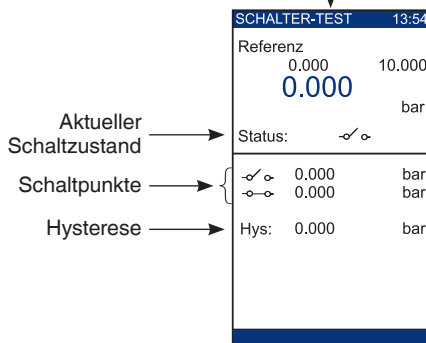 SCHALTER-TEST 13:54
Referenz
0.000 10.000
0.000
bar
Aktueller
Schaltzustand
Status:
Schaltpunkte
0.000 bar
0.000 bar
Hysterese
Hys: 0.000 bar